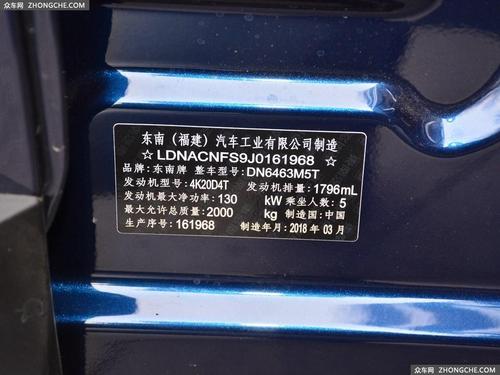 众车网
ZHONGCHE.COM
东南（福建）汽车工业有限公司制造
☆ LDNACNFS9J0161968 ☆
品牌：东南牌 整车型号：DN6463M5T
发动机型号：4K20D4T 发动机排量：1796mL
发动机最大净功率：130 kW 乘坐人数：5
最大允许总质量：2000 kg 制造国：中国
生产序号：161968 制造年月：2018 年 03 月
众车网
ZHONGCHE.COM